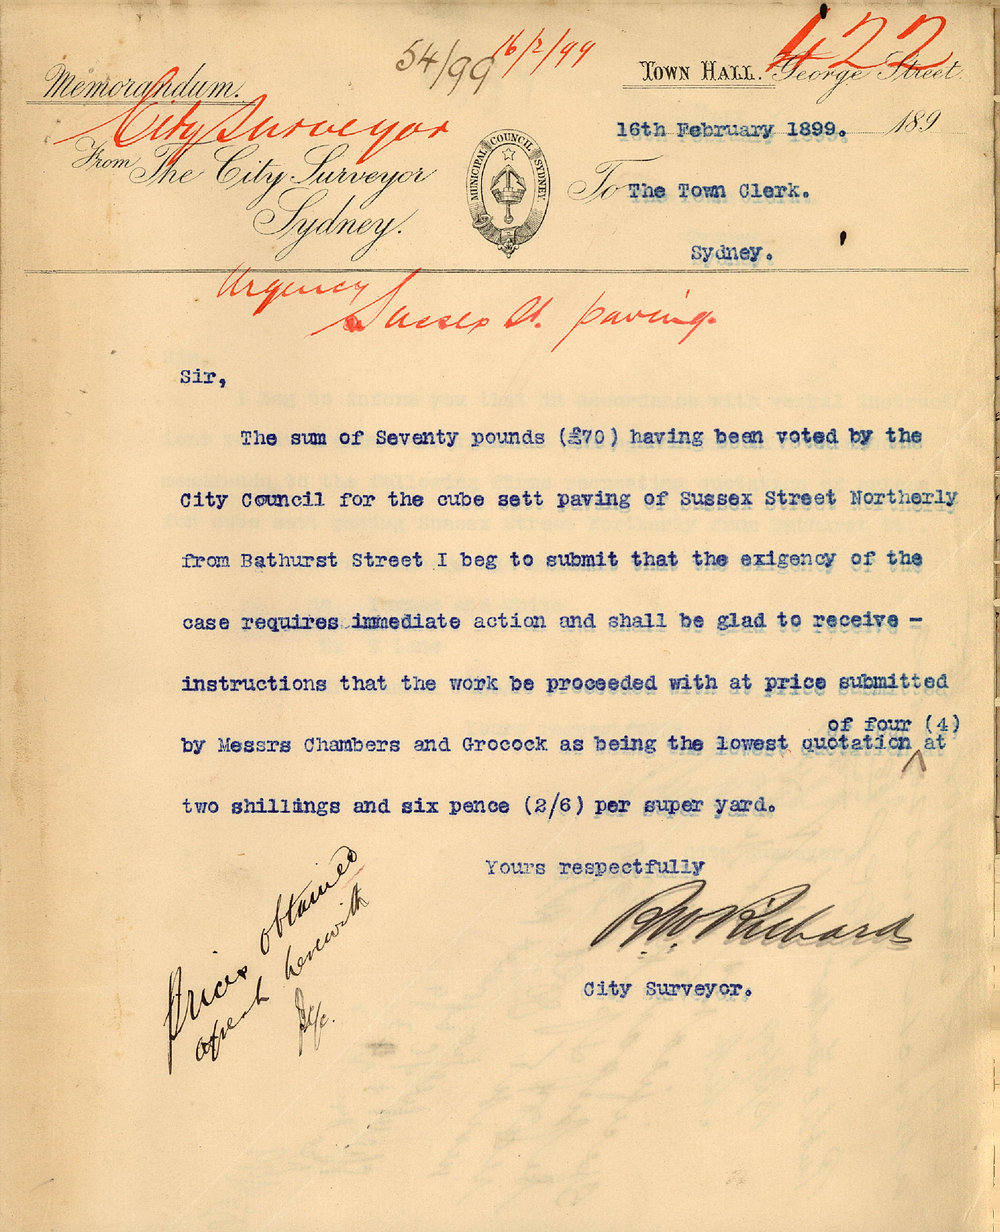 422
54/99 16/2/99
Memorandum.
TOWN HALL. George Street.
City Surveyor
16th February 1899. 189
From The City Surveyor
Sydney.
MUNICIPAL COUNCIL SYDNEY
To The Town Clerk.
Sydney.
Urgency
Sussex St. paving.
Sir,
The sum of Seventy pounds (£70) having been voted by the
City Council for the cube sett paving of Sussex Street Northerly
from Bathurst Street I beg to submit that the exigency of the
case requires immediate action and shall be glad to receive -
instructions that the work be proceeded with at price submitted
of four (4)
by Messrs Chambers and Grocock as being the lowest quotation ^ at
two shillings and six pence (2/6) per super yard.
Yours respectfully
R.W. Richards
City Surveyor.
Prices obtained
herewith